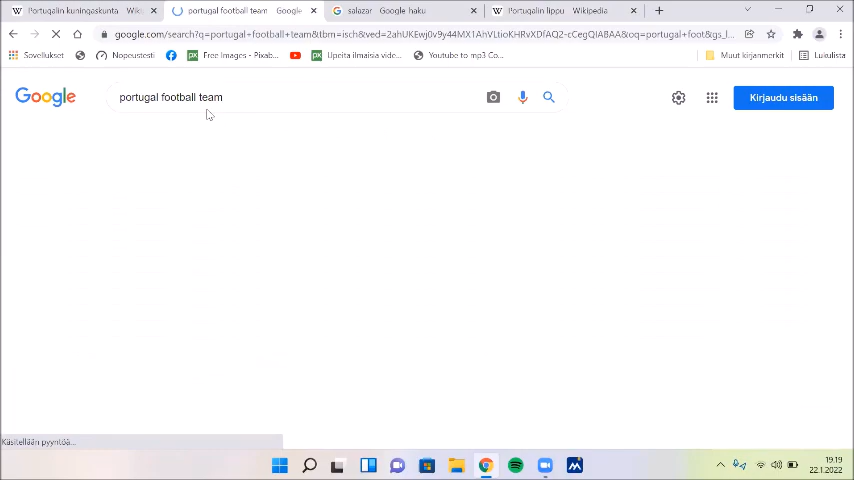 Portugalin kuningaskunta - Wiki
portugal football team - Google
salazar - Google-haku
Portugalin lippu - Wikipedia
google.com/search?q=portugal+football+team&tbm=isch&ved=2ahUKEwj0y9y44MX1AhVLtioKHRvXDfAQ2-cCegQIABAA&oq=portugal+foot&gs_l...
Sovellukset
Nopeustesti
Free Images - Pixab...
Upeita ilmaisia vide...
Youtube to mp3 Co...
Muut kirjanmerkit
Lukulista
Google
portugal football team
Kirjaudu sisään
Käsitellään pyyntöä...
19.19
22.1.2022